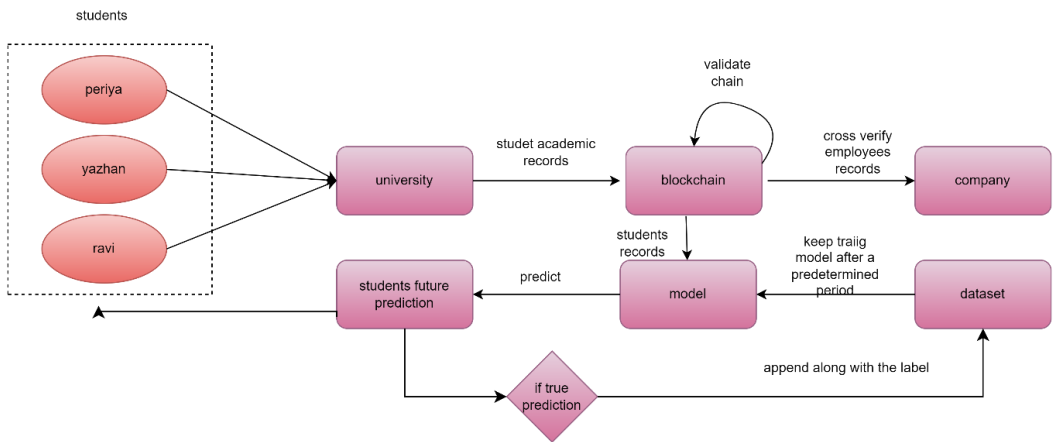 students
periya
yazhan
ravi
university
studet academic
records
validate
chain
blockchain
cross verify
employees
records
company
students future
prediction
predict
students
records
model
keep traiig
model after a
predetermined
period
dataset
if true
prediction
append along with the label